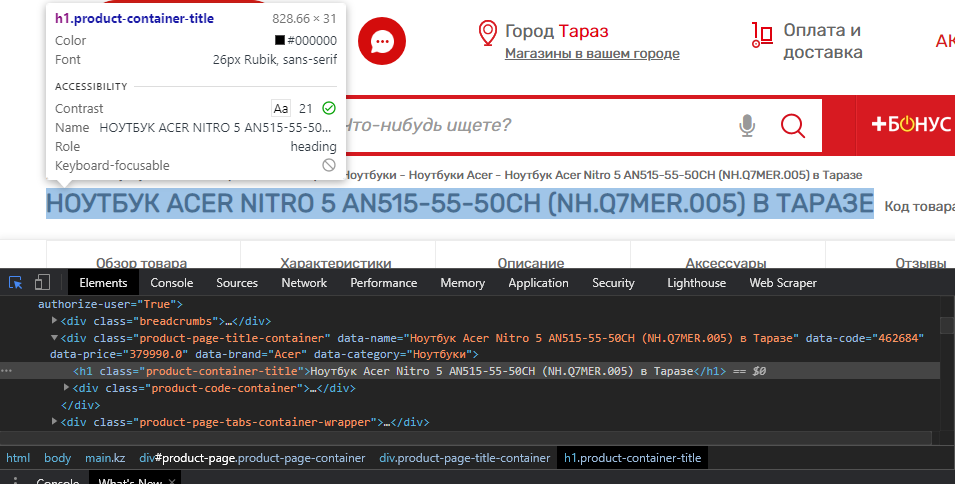 h1.product-container-title 828.66 × 31
Color #000000
Font 26px Rubik, sans-serif
ACCESSIBILITY
Contrast Aa 21
Name НОУТБУК ACER NITRO 5 AN515-55-50...
Role heading
Keyboard-focusable
Город Тараз
Магазины в вашем городе
Оплата и
доставка
АК
Что-нибудь ищете?
+БОНУС
Ноутбуки - Ноутбуки Acer - Ноутбук Acer Nitro 5 AN515-55-50CH (NH.Q7MER.005) в Таразе
НОУТБУК ACER NITRO 5 AN515-55-50CH (NH.Q7MER.005) В ТАРАЗЕ Код товара
Обзор товара Характеристики Описание Аксессуары Отзывы
Elements Console Sources Network Performance Memory Application Security Lighthouse Web Scraper
authorize-user="True">
<div class="breadcrumbs">…</div>
<div class="product-page-title-container" data-name="Ноутбук Acer Nitro 5 AN515-55-50CH (NH.Q7MER.005) в Таразе" data-code="462684"
data-price="379990.0" data-brand="Acer" data-category="Ноутбуки">
<h1 class="product-container-title">Ноутбук Acer Nitro 5 AN515-55-50CH (NH.Q7MER.005) в Таразе</h1> == $0
<div class="product-code-container">…</div>
</div>
<div class="product-page-tabs-container-wrapper">…</div>
html body main.kz div#product-page.product-page-container div.product-page-title-container h1.product-container-title
Console What's New ×